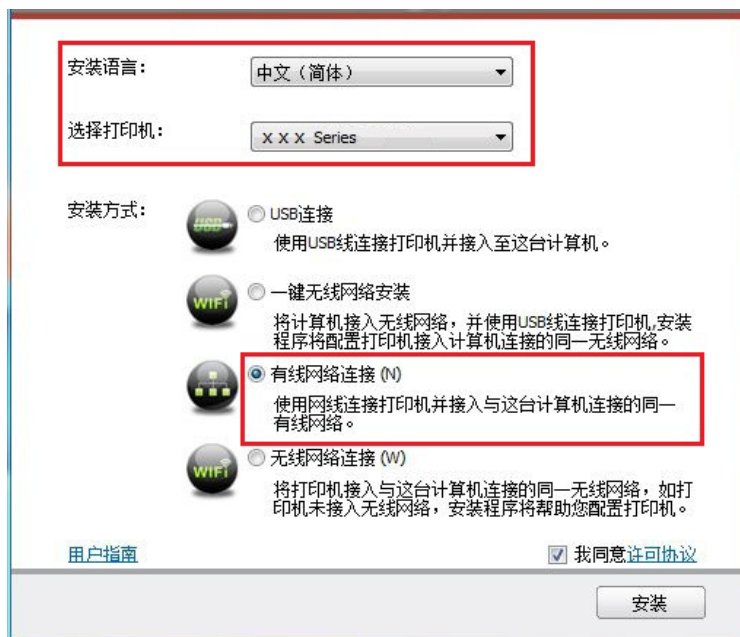 安装语言：
中文（简体）
选择打印机：
X X X Series
安装方式：
USB
USB连接
使用USB线连接打印机并接入至这台计算机。
WiFi
一键无线网络安装
将计算机接入无线网络，并使用USB线连接打印机,安装
程序将配置打印机接入计算机连接的同一无线网络。
有线网络连接 (N)
使用网线连接打印机并接入与这台计算机连接的同一
有线网络。
WiFi
无线网络连接 (W)
将打印机接入与这台计算机连接的同一无线网络，如打
印机未接入无线网络，安装程序将帮助您配置打印机。
用户指南
我同意许可协议
安装